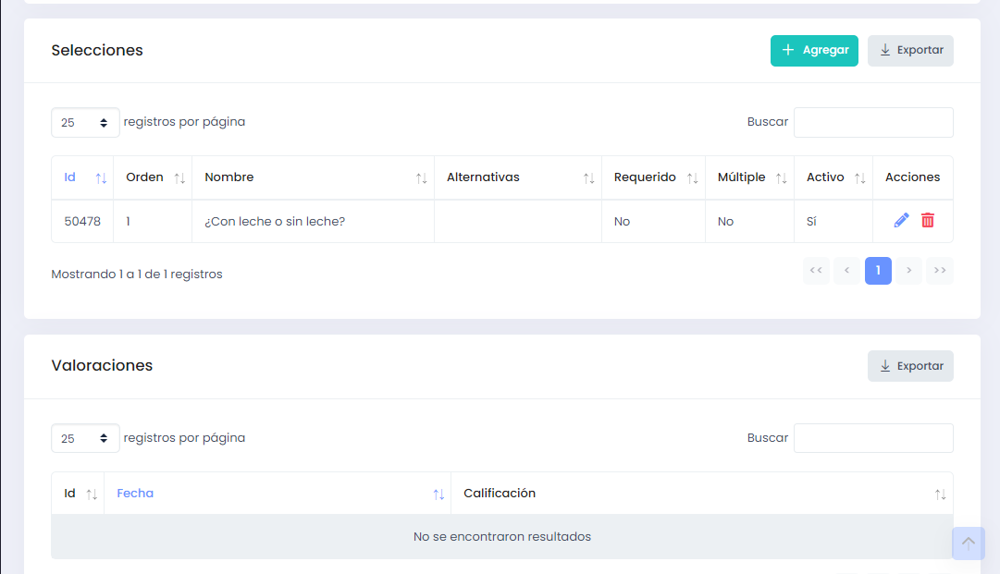 Selecciones
Agregar Exportar
25 registros por página Buscar
Id Orden Nombre Alternativas Requerido Múltiple Activo Acciones
50478 1 ¿Con leche o sin leche? No No Sí
Mostrando 1 a 1 de 1 registros << < 1 > >>
Valoraciones
Exportar
25 registros por página Buscar
Id Fecha Calificación
No se encontraron resultados